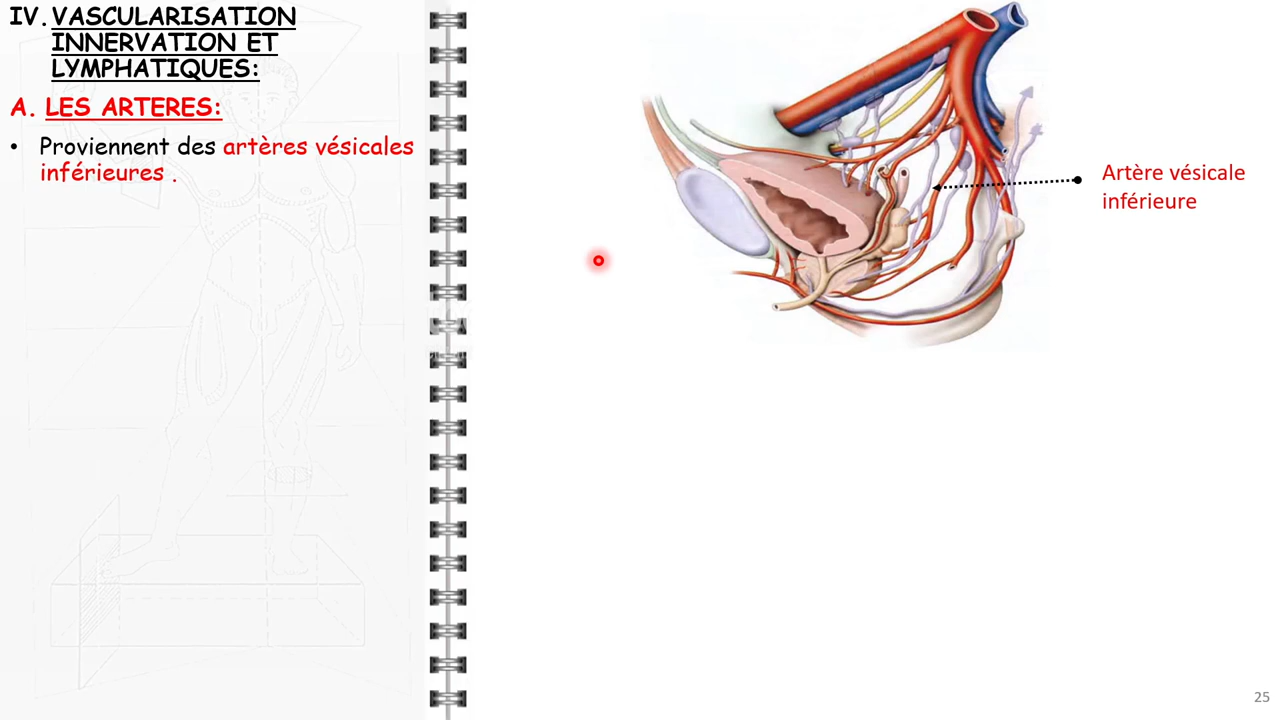 IV. VASCULARISATION
INNERVATION ET
LYMPHATIQUES:
A. LES ARTERES:
• Proviennent des artères vésicales
inférieures .
Artère vésicale
inférieure
25